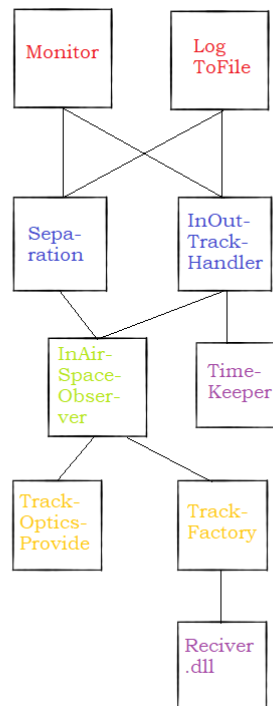 Monitor
Log
ToFile
Sepa-
ration
InOut-
Track-
Handler
InAir-
Space-
Obser-
ver
Time-
Keeper
Track-
Optics-
Provide
Track-
Factory
Reciver
.dll